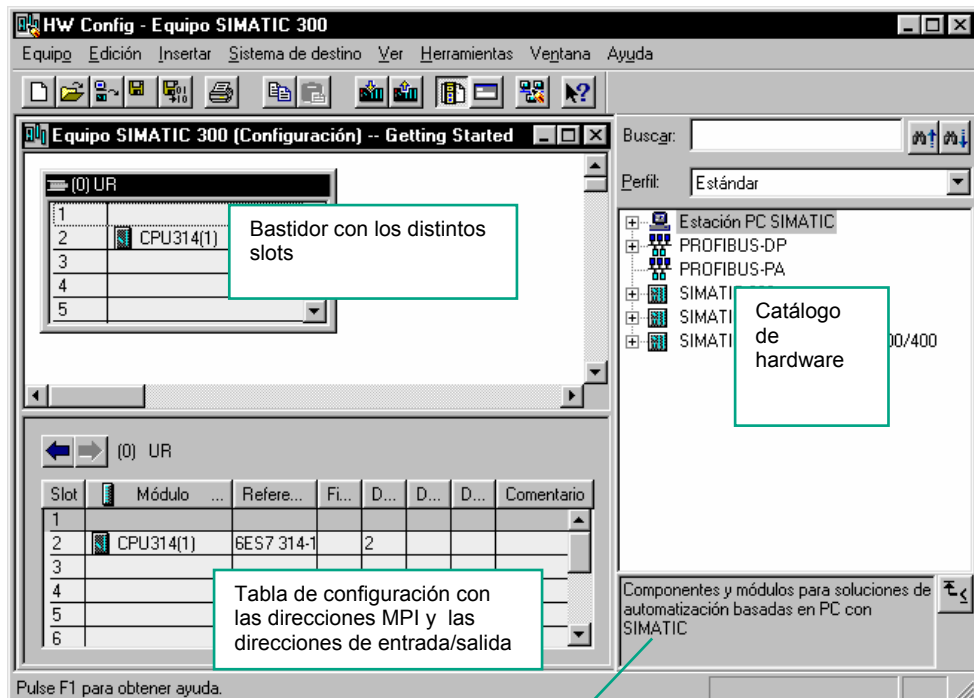 HW Config - Equipo SIMATIC 300
Equipo Edición Insertar Sistema de destino Ver Herramientas Ventana Ayuda
Equipo SIMATIC 300 (Configuración) -- Getting Started
(0) UR
1
2 CPU314(1)
3
4
5
Bastidor con los distintos
slots
Buscar:
Perfil: Estándar
Estación PC SIMATIC
PROFIBUS-DP
PROFIBUS-PA
SIMATI
SIMATI
SIMATI 00/400
Catálogo
de
hardware
(0) UR
Slot Módulo ... Refere... Fi... D... D... D... Comentario
1
2 CPU314(1) 6ES7 314-1 2
3
4
5
6
Tabla de configuración con
las direcciones MPI y las
direcciones de entrada/salida
Componentes y módulos para soluciones de
automatización basadas en PC con
SIMATIC
Pulse F1 para obtener ayuda.